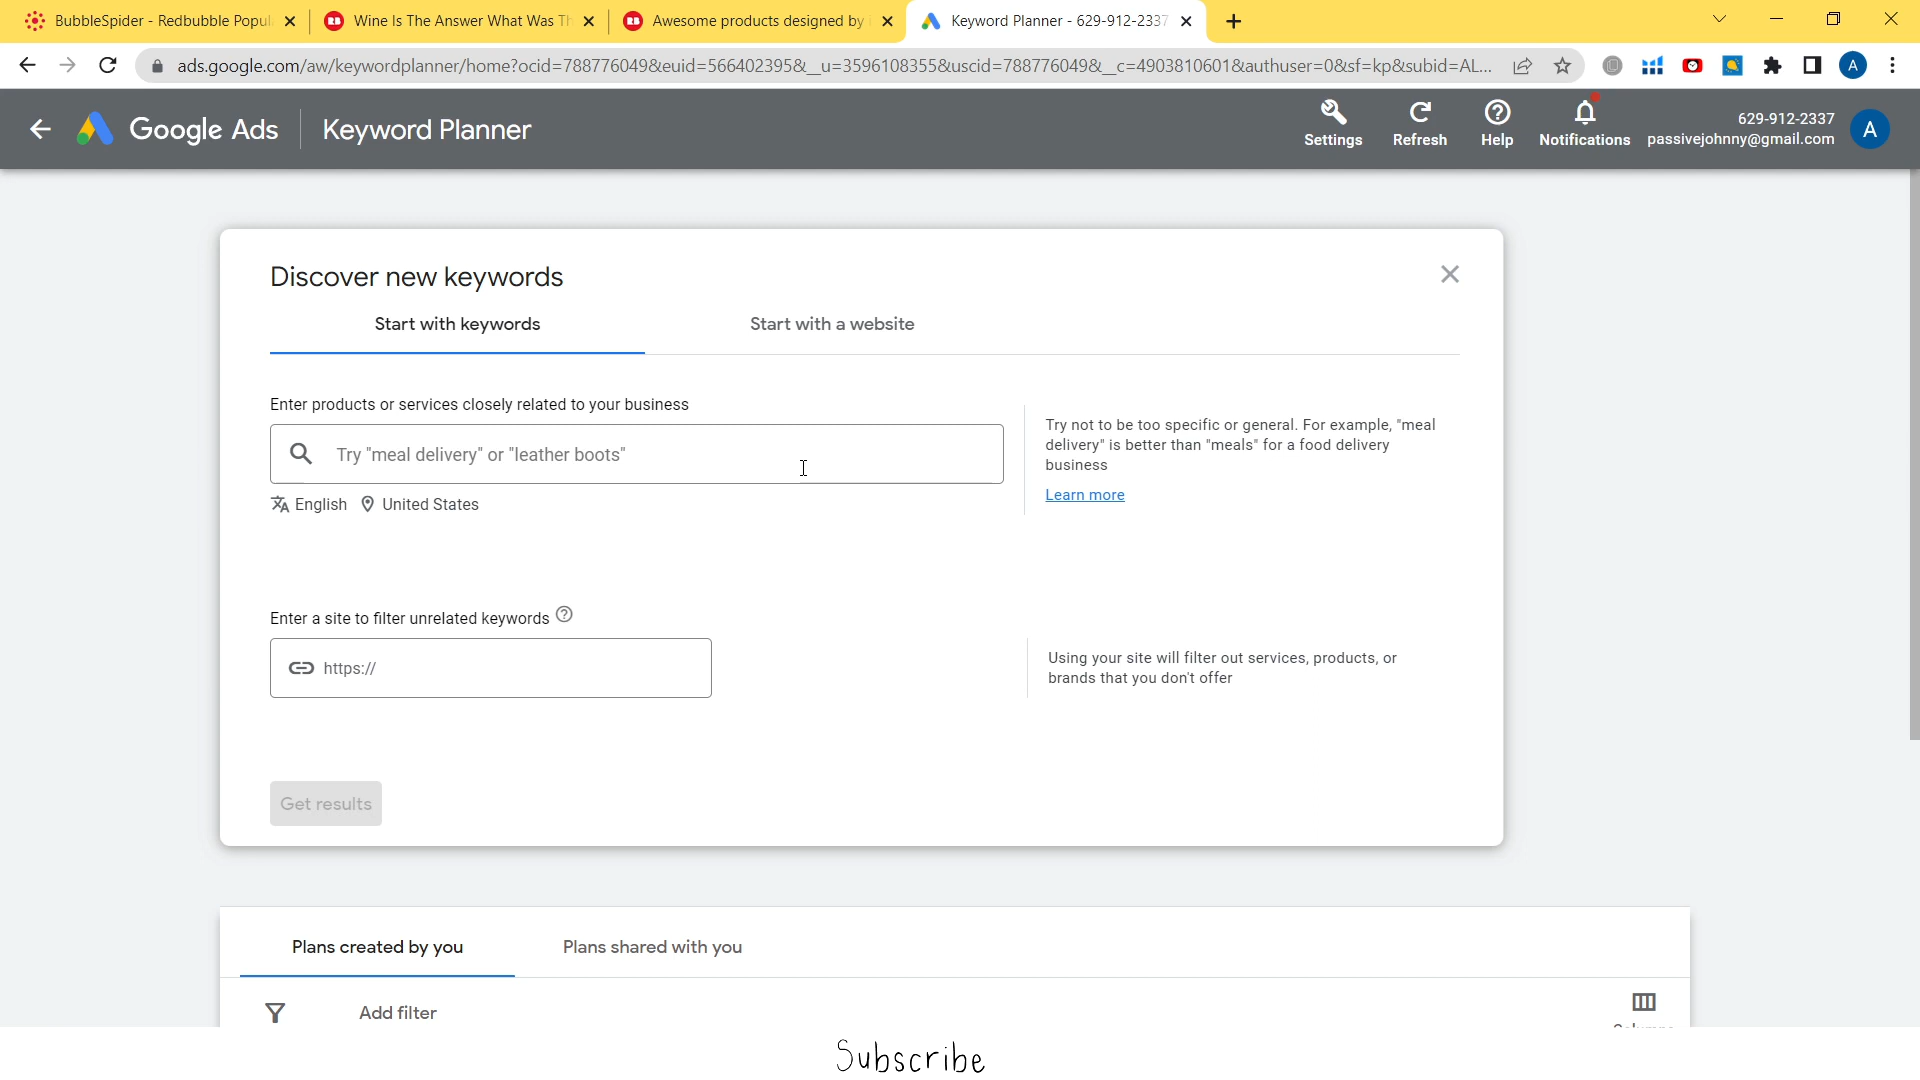 BubbleSpider - Redbubble Popul
Wine Is The Answer What Was Th
Awesome products designed by i
Keyword Planner - 629-912-2337
ads.google.com/aw/keywordplanner/home?ocid=788776049&euid=566402395&__u=3596108355&uscid=788776049&__c=4903810601&authuser=0&sf=kp&subid=AL...
A
Google Ads
Keyword Planner
Settings
Refresh
Help
Notifications
629-912-2337
passivejohnny@gmail.com
A
Discover new keywords
Start with keywords
Start with a website
Enter products or services closely related to your business
Try "meal delivery" or "leather boots"
English
United States
Try not to be too specific or general. For example, "meal
delivery" is better than "meals" for a food delivery
business
Learn more
Enter a site to filter unrelated keywords
https://
Using your site will filter out services, products, or
brands that you don't offer
Get results
Plans created by you
Plans shared with you
Add filter
Subscribe